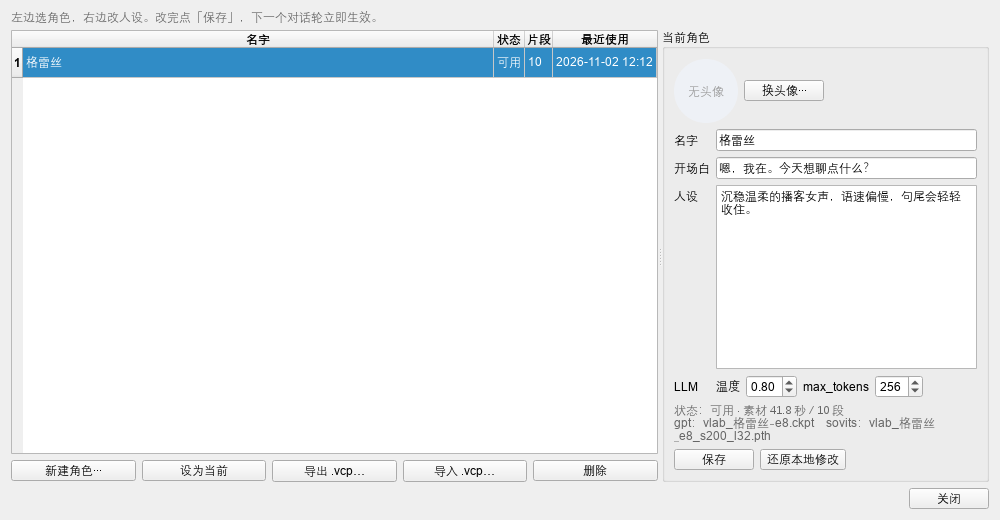 左边选角色，右边改人设。改完点「保存」，下一个对话轮立即生效。
名字 状态 片段 最近使用
1 格雷丝 可用 10 2026-11-02 12:12
新建角色… 设为当前 导出 .vcp… 导入 .vcp… 删除
当前角色
无头像 换头像…
名字 格雷丝
开场白 嗯，我在。今天想聊点什么？
人设 沉稳温柔的播客女声，语速偏慢，句尾会轻轻
收住。
LLM 温度 0.80 max_tokens 256
状态：可用 · 素材 41.8 秒 / 10 段
gpt：vlab_格雷丝-e8.ckpt sovits：vlab_格雷丝
_e8_s200_l32.pth
保存 还原本地修改
关闭